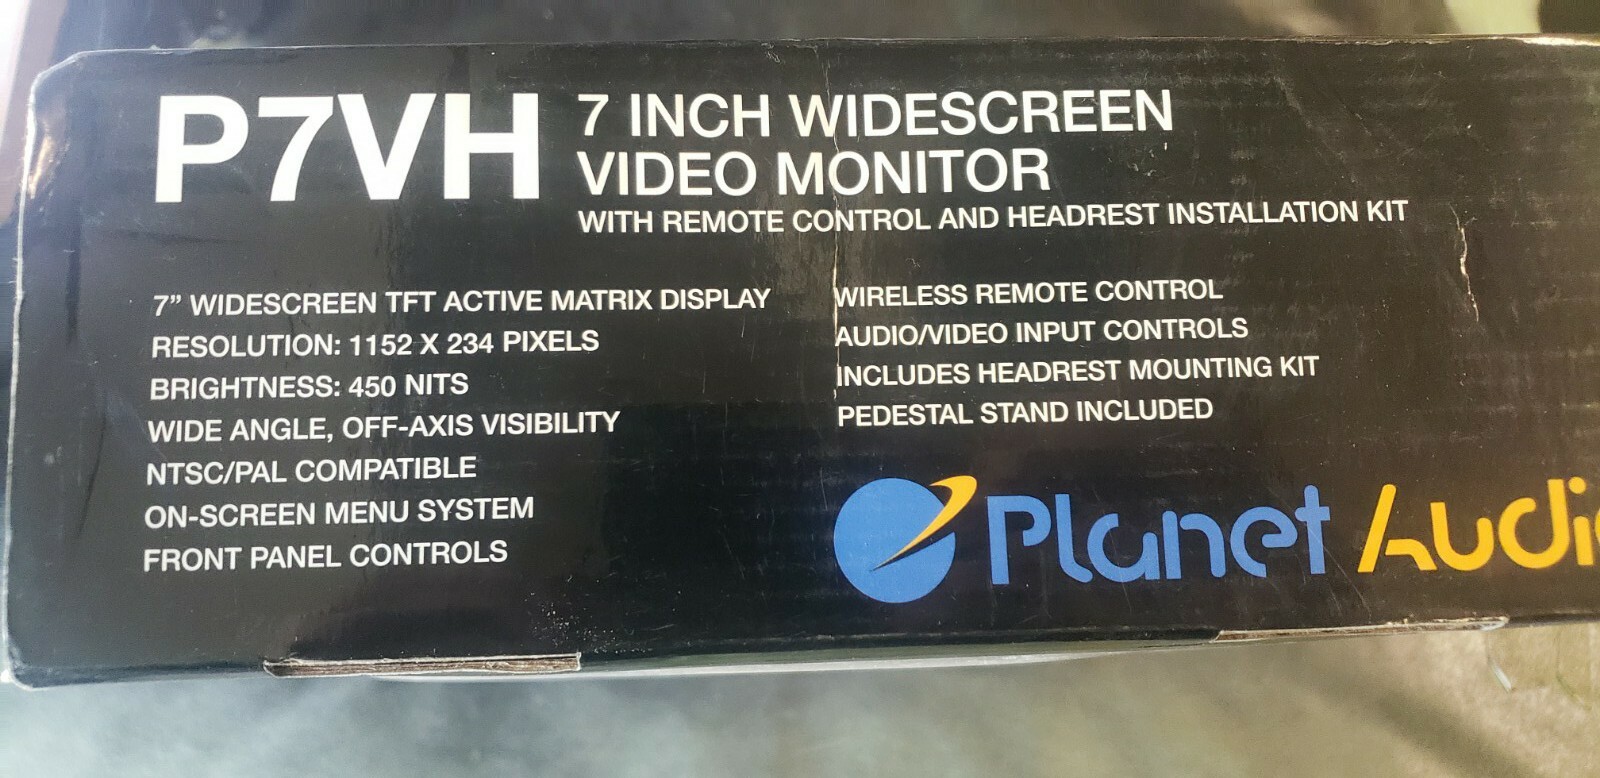 P7VH
7 INCH WIDESCREEN
VIDEO MONITOR
WITH REMOTE CONTROL AND HEADREST INSTALLATION KIT
7" WIDESCREEN TFT ACTIVE MATRIX DISPLAY
RESOLUTION: 1152 X 234 PIXELS
BRIGHTNESS: 450 NITS
WIDE ANGLE, OFF-AXIS VISIBILITY
NTSC/PAL COMPATIBLE
ON-SCREEN MENU SYSTEM
FRONT PANEL CONTROLS
WIRELESS REMOTE CONTROL
AUDIO/VIDEO INPUT CONTROLS
INCLUDES HEADREST MOUNTING KIT
PEDESTAL STAND INCLUDED
Planet Audio